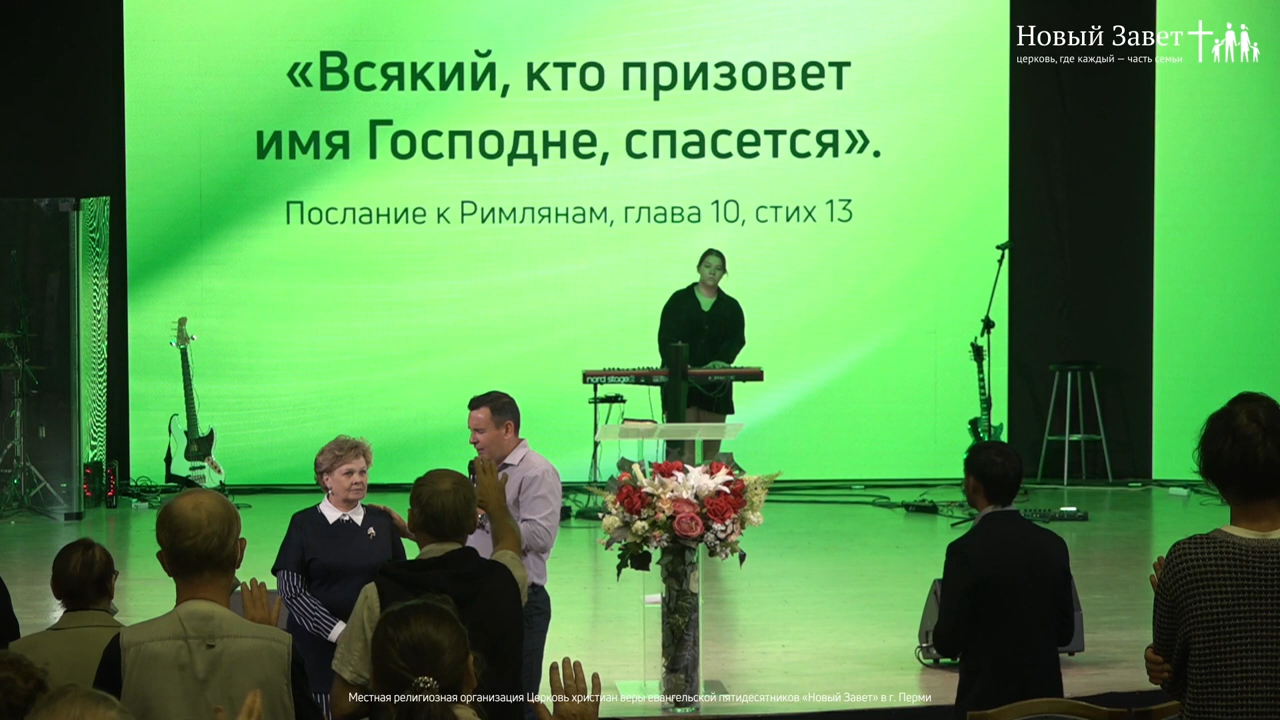 «Всякий, кто призовет
имя Господне, спасется».
Послание к Римлянам, глава 10, стих 13
Новый Завет
церковь, где каждый — часть семьи
nord stage 3
Местная религиозная организация Церковь христиан веры евангельской пятидесятников «Новый Завет» в г. Перми